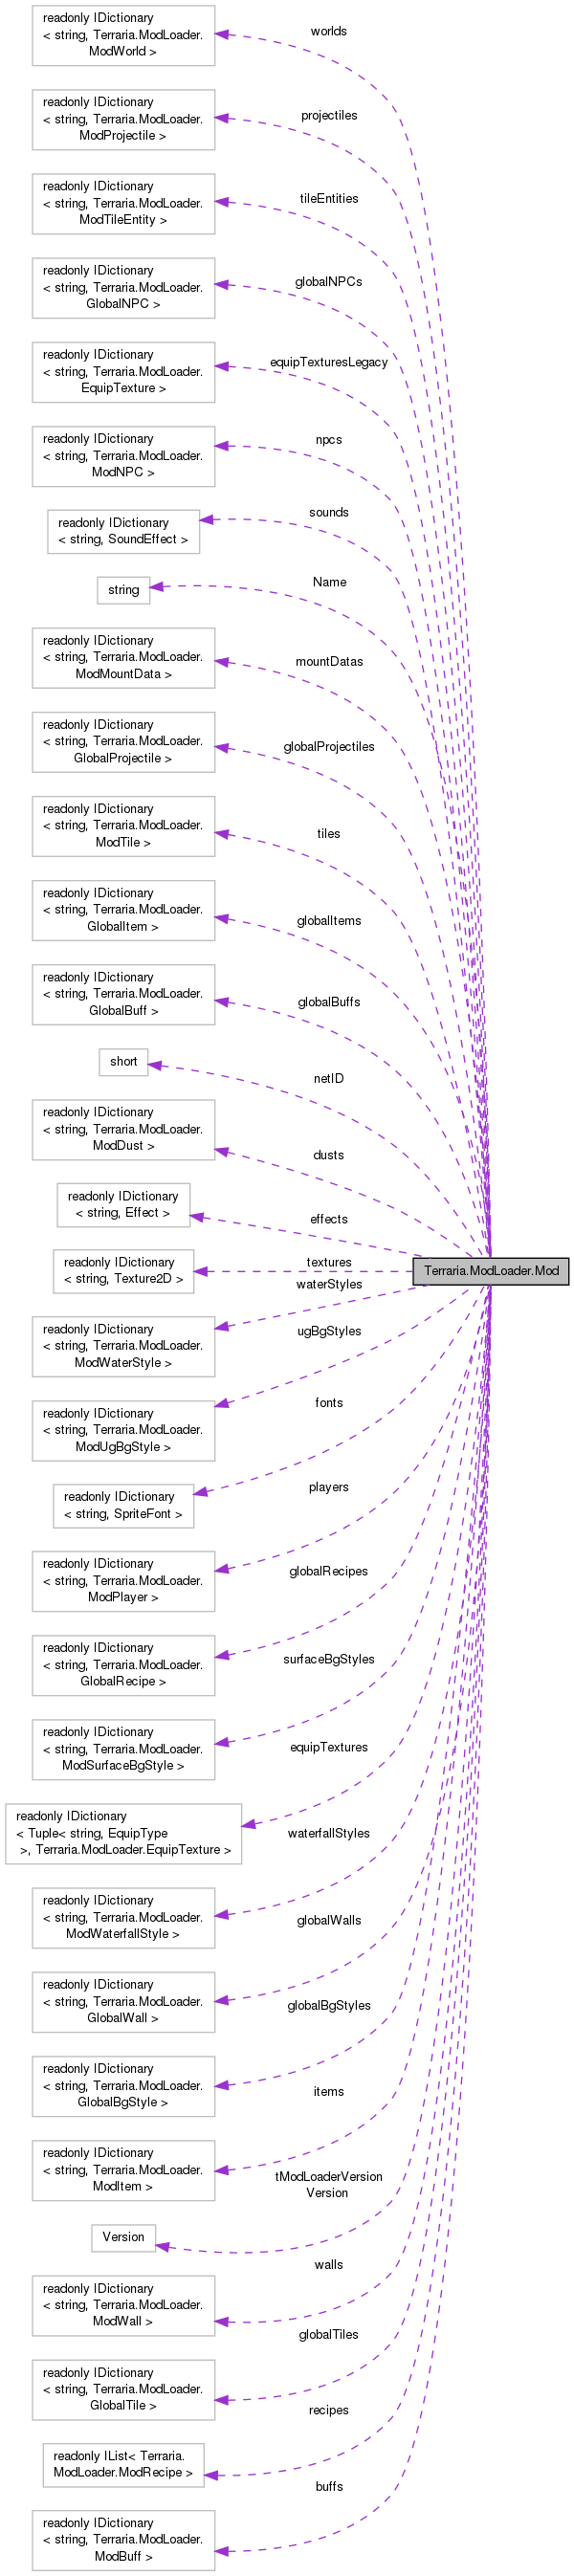 readonly IDictionary
< string, Terraria.ModLoader.
ModWorld >
worlds
readonly IDictionary
< string, Terraria.ModLoader.
ModProjectile >
projectiles
readonly IDictionary
< string, Terraria.ModLoader.
ModTileEntity >
tileEntities
readonly IDictionary
< string, Terraria.ModLoader.
GlobalNPC >
globalNPCs
readonly IDictionary
< string, Terraria.ModLoader.
EquipTexture >
equipTexturesLegacy
readonly IDictionary
< string, Terraria.ModLoader.
ModNPC >
npcs
readonly IDictionary
< string, SoundEffect >
sounds
string
Name
readonly IDictionary
< string, Terraria.ModLoader.
ModMountData >
mountDatas
readonly IDictionary
< string, Terraria.ModLoader.
GlobalProjectile >
globalProjectiles
readonly IDictionary
< string, Terraria.ModLoader.
ModTile >
tiles
readonly IDictionary
< string, Terraria.ModLoader.
GlobalItem >
globalItems
readonly IDictionary
< string, Terraria.ModLoader.
GlobalBuff >
globalBuffs
short
netID
readonly IDictionary
< string, Terraria.ModLoader.
ModDust >
dusts
readonly IDictionary
< string, Effect >
effects
readonly IDictionary
< string, Texture2D >
textures
Terraria.ModLoader.Mod
readonly IDictionary
< string, Terraria.ModLoader.
ModWaterStyle >
waterStyles
readonly IDictionary
< string, Terraria.ModLoader.
ModUgBgStyle >
ugBgStyles
readonly IDictionary
< string, SpriteFont >
fonts
readonly IDictionary
< string, Terraria.ModLoader.
ModPlayer >
players
readonly IDictionary
< string, Terraria.ModLoader.
GlobalRecipe >
globalRecipes
readonly IDictionary
< string, Terraria.ModLoader.
ModSurfaceBgStyle >
surfaceBgStyles
readonly IDictionary
< Tuple< string, EquipType
>, Terraria.ModLoader.EquipTexture >
equipTextures
readonly IDictionary
< string, Terraria.ModLoader.
ModWaterfallStyle >
waterfallStyles
readonly IDictionary
< string, Terraria.ModLoader.
GlobalWall >
globalWalls
readonly IDictionary
< string, Terraria.ModLoader.
GlobalBgStyle >
globalBgStyles
readonly IDictionary
< string, Terraria.ModLoader.
ModItem >
items
Version
tModLoaderVersion
Version
readonly IDictionary
< string, Terraria.ModLoader.
ModWall >
walls
readonly IDictionary
< string, Terraria.ModLoader.
GlobalTile >
globalTiles
readonly IList< Terraria.
ModLoader.ModRecipe >
recipes
readonly IDictionary
< string, Terraria.ModLoader.
ModBuff >
buffs